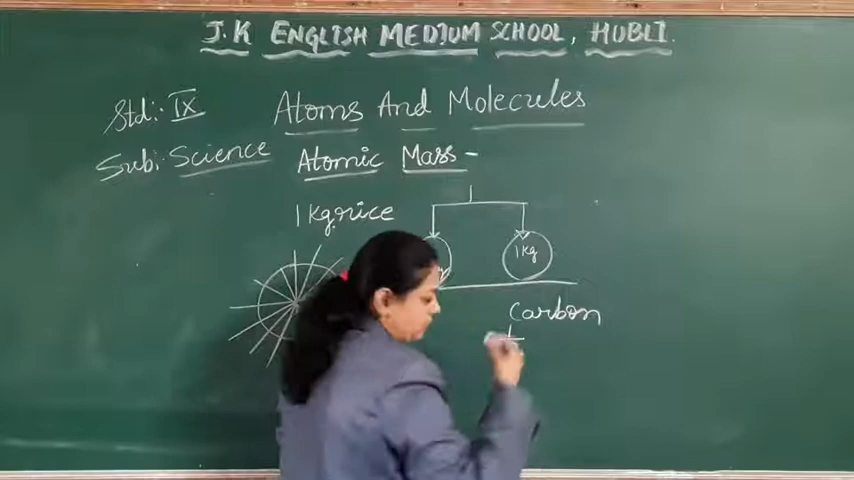 J.K ENGLISH MEDIUM SCHOOL, HUBLI.
Std:- IX Atoms And Molecules
Sub: Science Atomic Mass -
1 kg rice
1 kg
Carbon